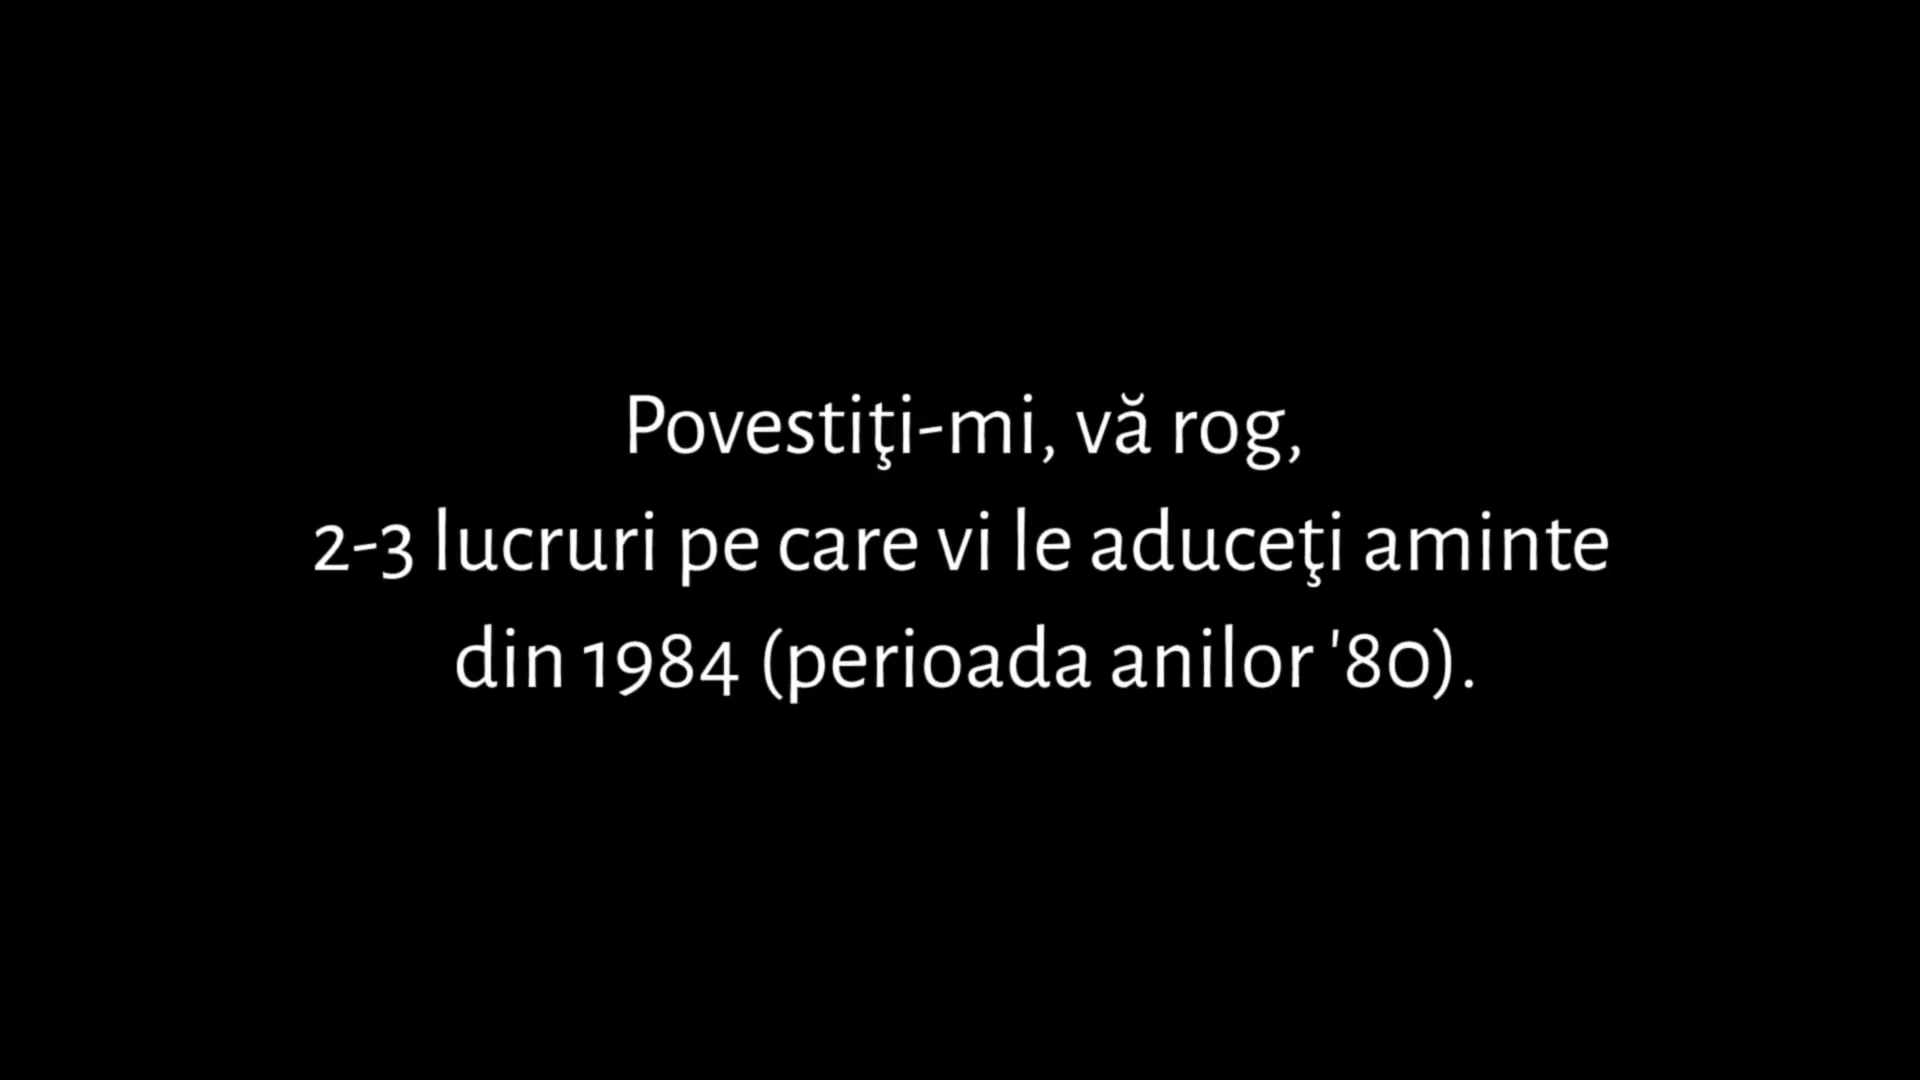 Povestiţi-mi, vă rog,
2-3 lucruri pe care vi le aduceţi aminte
din 1984 (perioada anilor '80).